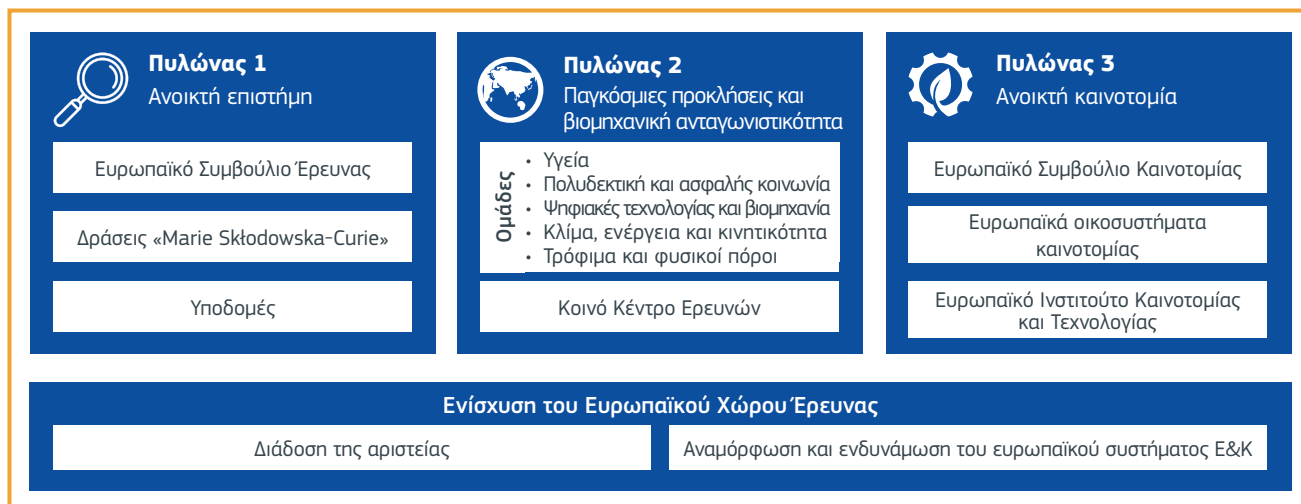 Πυλώνας 1
Ανοικτή επιστήμη
Ευρωπαϊκό Συμβούλιο Έρευνας
Δράσεις «Marie Skłodowska-Curie»
Υποδομές
Πυλώνας 2
Παγκόσμιες προκλήσεις και
βιομηχανική ανταγωνιστικότητα
Ομάδες
• Υγεία
• Πολυδεκτική και ασφαλής κοινωνία
• Ψηφιακές τεχνολογίας και βιομηχανία
• Κλίμα, ενέργεια και κινητικότητα
• Τρόφιμα και φυσικοί πόροι
Κοινό Κέντρο Ερευνών
Πυλώνας 3
Ανοικτή καινοτομία
Ευρωπαϊκό Συμβούλιο Καινοτομίας
Ευρωπαϊκά οικοσυστήματα
καινοτομίας
Ευρωπαϊκό Ινστιτούτο Καινοτομίας
και Τεχνολογίας
Ενίσχυση του Ευρωπαϊκού Χώρου Έρευνας
Διάδοση της αριστείας
Αναμόρφωση και ενδυνάμωση του ευρωπαϊκού συστήματος Ε&Κ